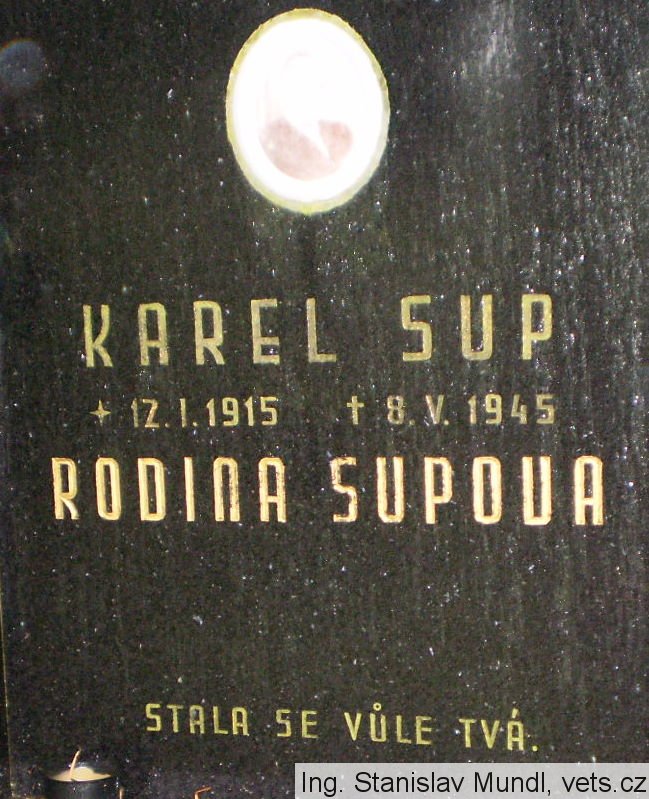 KAREL SUP
✦ 12. I. 1915 † 8. V. 1945
RODINA SUPOVA
STALA SE VŮLE TVÁ.
Ing. Stanislav Mundl, vets.cz